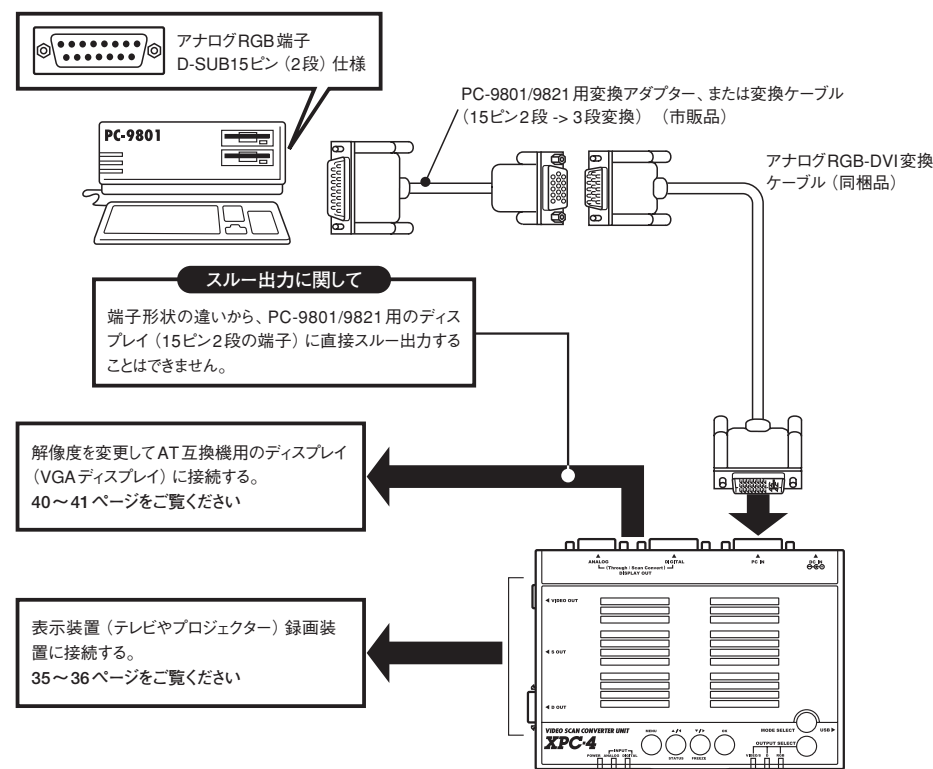 アナログRGB端子
D-SUB15ピン（2段）仕様
PC-9801/9821用変換アダプター、または変換ケーブル
（15ピン2段 -> 3段変換）（市販品）
PC-9801
アナログRGB-DVI変換
ケーブル（同梱品）
スルー出力に関して
端子形状の違いから、PC-9801/9821用のディス
プレイ（15ピン2段の端子）に直接スルー出力する
ことはできません。
解像度を変更してAT互換機用のディスプレイ
（VGAディスプレイ）に接続する。
40～41ページをご覧ください
ANALOG
DIGITAL
(Through / Scan Convert)
DISPLAY OUT
PC IN
DC IN
◀ VIDEO OUT
◀ S OUT
◀ D OUT
表示装置（テレビやプロジェクター）録画装
置に接続する。
35～36ページをご覧ください
VIDEO SCAN CONVERTER UNIT
XPC-4
MENU
▲/◀
▼/▶
OK
STATUS
FREEZE
INPUT
POWER
ANALOG
DIGITAL
MODE SELECT
USB ▶
OUTPUT SELECT
VIDEO/S
D
RGB